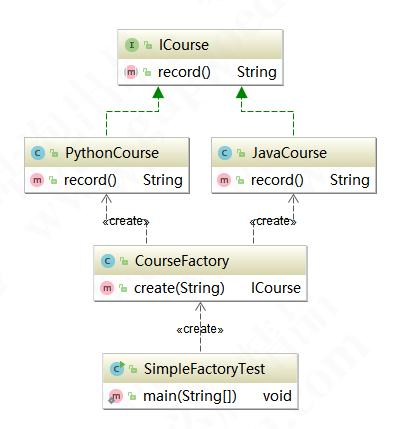 I ICourse
m record() String
C PythonCourse
m record() String
C JavaCourse
m record() String
«create»
«create»
C CourseFactory
m create(String) ICourse
«create»
C SimpleFactoryTest
m main(String[]) void